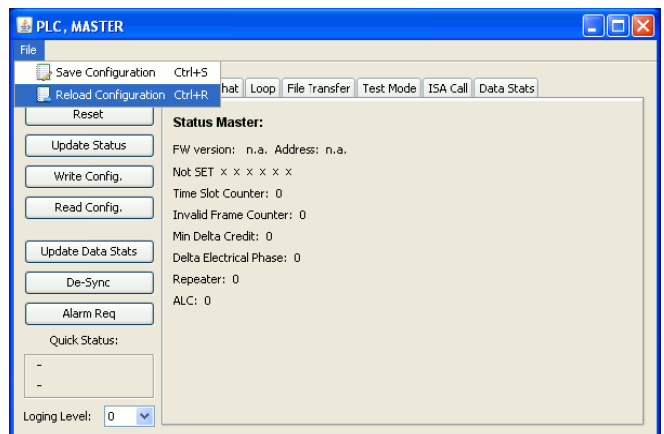 PLC, MASTER
File
Save Configuration Ctrl+S
Reload Configuration Ctrl+R
Loop File Transfer Test Mode ISA Call Data Stats
Reset
Update Status
Write Config.
Read Config.
Update Data Stats
De-Sync
Alarm Req
Quick Status:
-
-
Loging Level: 0
Status Master:
FW version: n.a. Address: n.a.
Not SET x x x x x x
Time Slot Counter: 0
Invalid Frame Counter: 0
Min Delta Credit: 0
Delta Electrical Phase: 0
Repeater: 0
ALC: 0